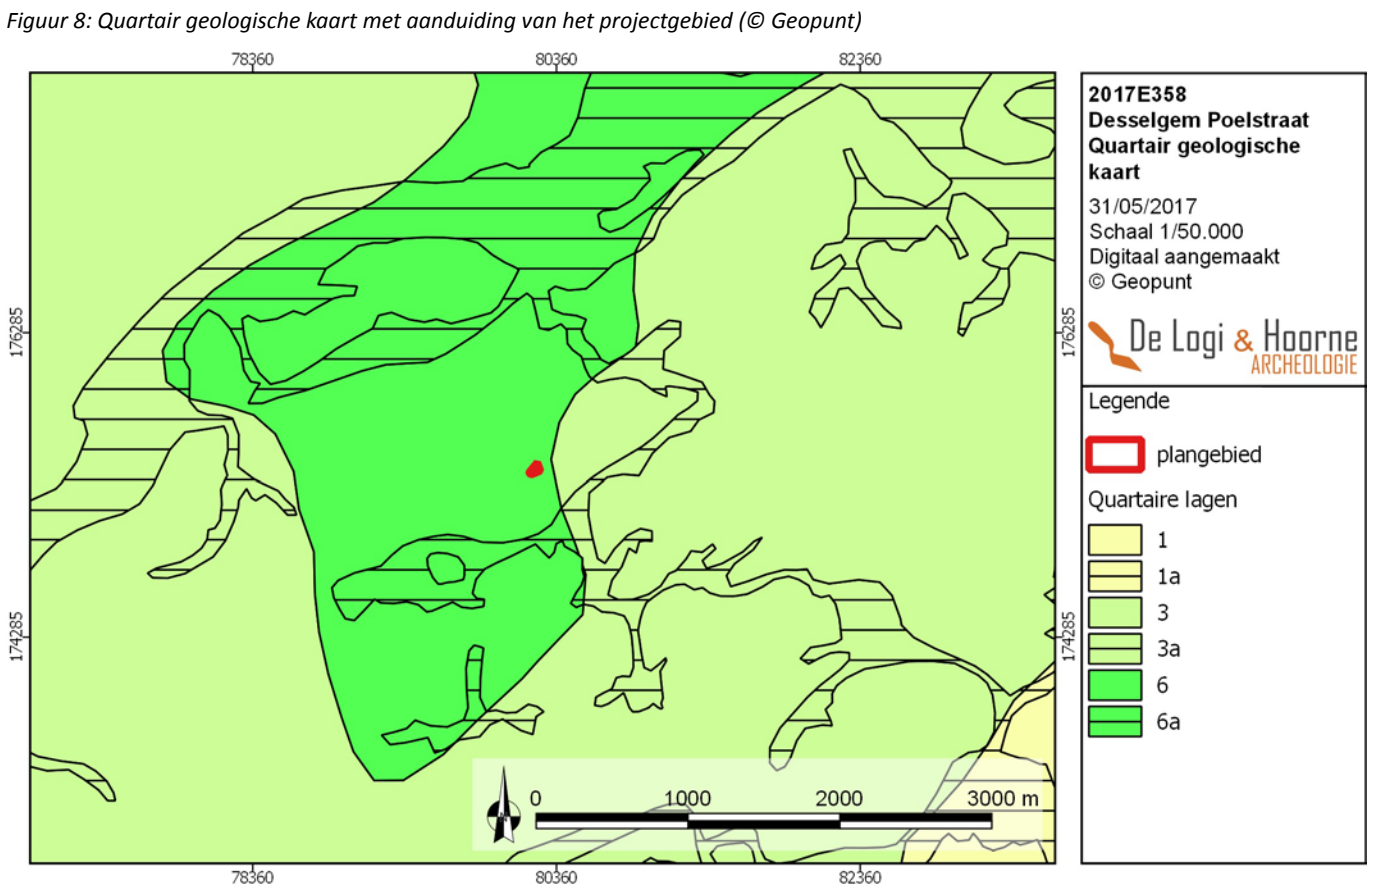 Figuur 8: Quartair geologische kaart met aanduiding van het projectgebied (© Geopunt)
78360
80360
82360
176285
174285
176285
174285
78360
80360
82360
0
1000
2000
3000 m
N
2017E358
Desselgem Poelstraat
Quartair geologische
kaart
31/05/2017
Schaal 1/50.000
Digitaal aangemaakt
© Geopunt
De Logi & Hoorne
ARCHEOLOGIE
Legende
plangebied
Quartaire lagen
1
1a
3
3a
6
6a